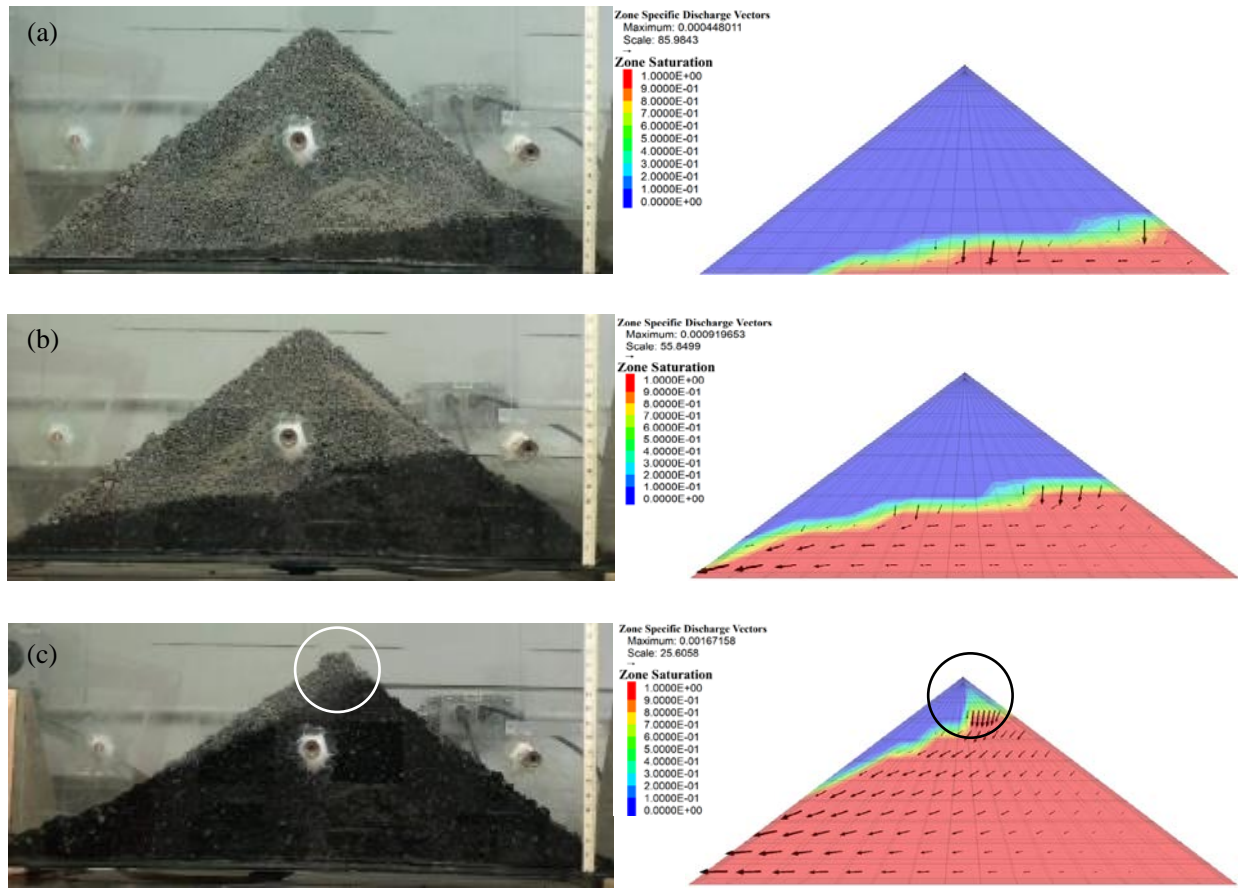 (a)
Zone Specific Discharge Vectors
Maximum: 0.000448011
Scale: 85.9843
Zone Saturation
1.0000E+00
9.0000E-01
8.0000E-01
7.0000E-01
6.0000E-01
5.0000E-01
4.0000E-01
3.0000E-01
2.0000E-01
1.0000E-01
0.0000E+00
(b)
Zone Specific Discharge Vectors
Maximum: 0.000919653
Scale: 55.8499
Zone Saturation
1.0000E+00
9.0000E-01
8.0000E-01
7.0000E-01
6.0000E-01
5.0000E-01
4.0000E-01
3.0000E-01
2.0000E-01
1.0000E-01
0.0000E+00
(c)
Zone Specific Discharge Vectors
Maximum: 0.00167158
Scale: 25.6058
Zone Saturation
1.0000E+00
9.0000E-01
8.0000E-01
7.0000E-01
6.0000E-01
5.0000E-01
4.0000E-01
3.0000E-01
2.0000E-01
1.0000E-01
0.0000E+00